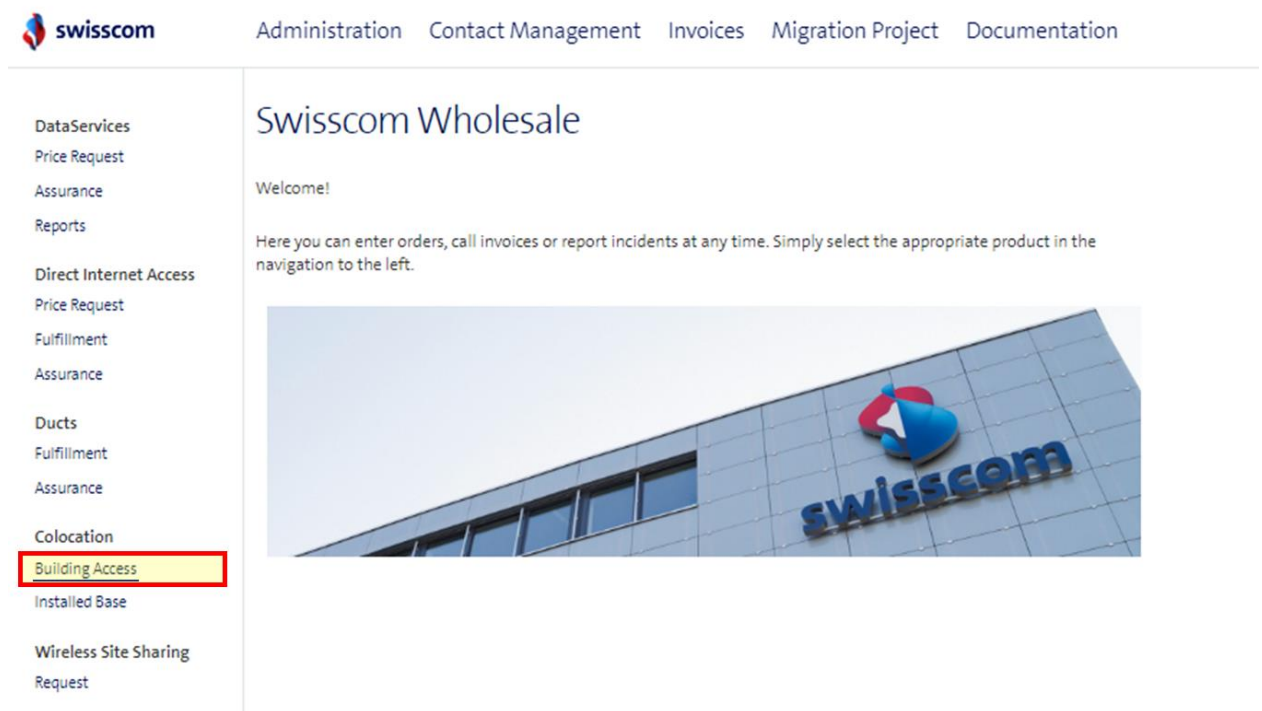 swisscom
Administration Contact Management Invoices Migration Project Documentation
DataServices
Price Request
Assurance
Reports
Direct Internet Access
Price Request
Fulfillment
Assurance
Ducts
Fulfillment
Assurance
Colocation
Building Access
Installed Base
Wireless Site Sharing
Request
Swisscom Wholesale
Welcome!
Here you can enter orders, call invoices or report incidents at any time. Simply select the appropriate product in the
navigation to the left.
swisscom